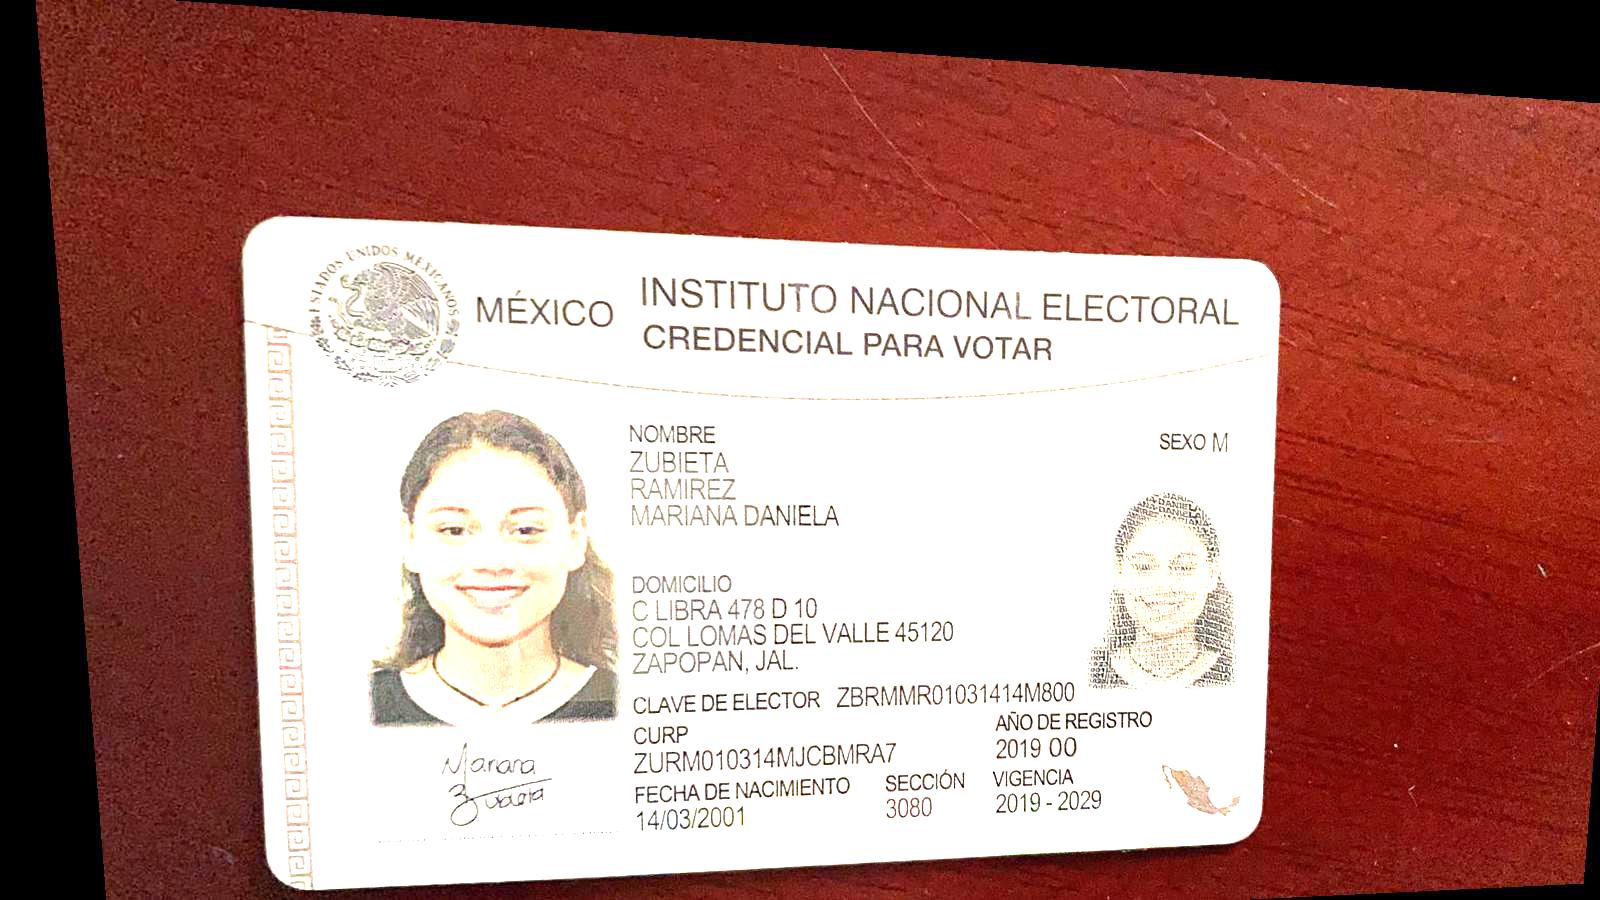 ESTADOS UNIDOS MEXICANOS
MÉXICO
INSTITUTO NACIONAL ELECTORAL
CREDENCIAL PARA VOTAR
NOMBRE
ZUBIETA
RAMIREZ
MARIANA DANIELA
SEXO M
DOMICILIO
C LIBRA 478 D 10
COL LOMAS DEL VALLE 45120
ZAPOPAN, JAL.
CLAVE DE ELECTOR ZBRMMR01031414M800
CURP
ZURM010314MJCBMRA7
AÑO DE REGISTRO
2019 00
FECHA DE NACIMIENTO
14/03/2001
SECCIÓN
3080
VIGENCIA
2019 - 2029
Mariana
Zubieta